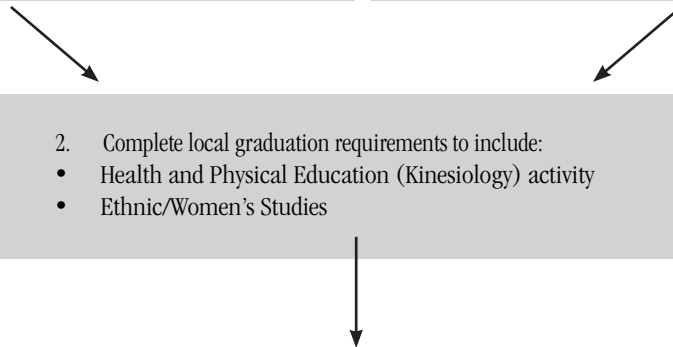 2. Complete local graduation requirements to include:
• Health and Physical Education (Kinesiology) activity
• Ethnic/Women's Studies